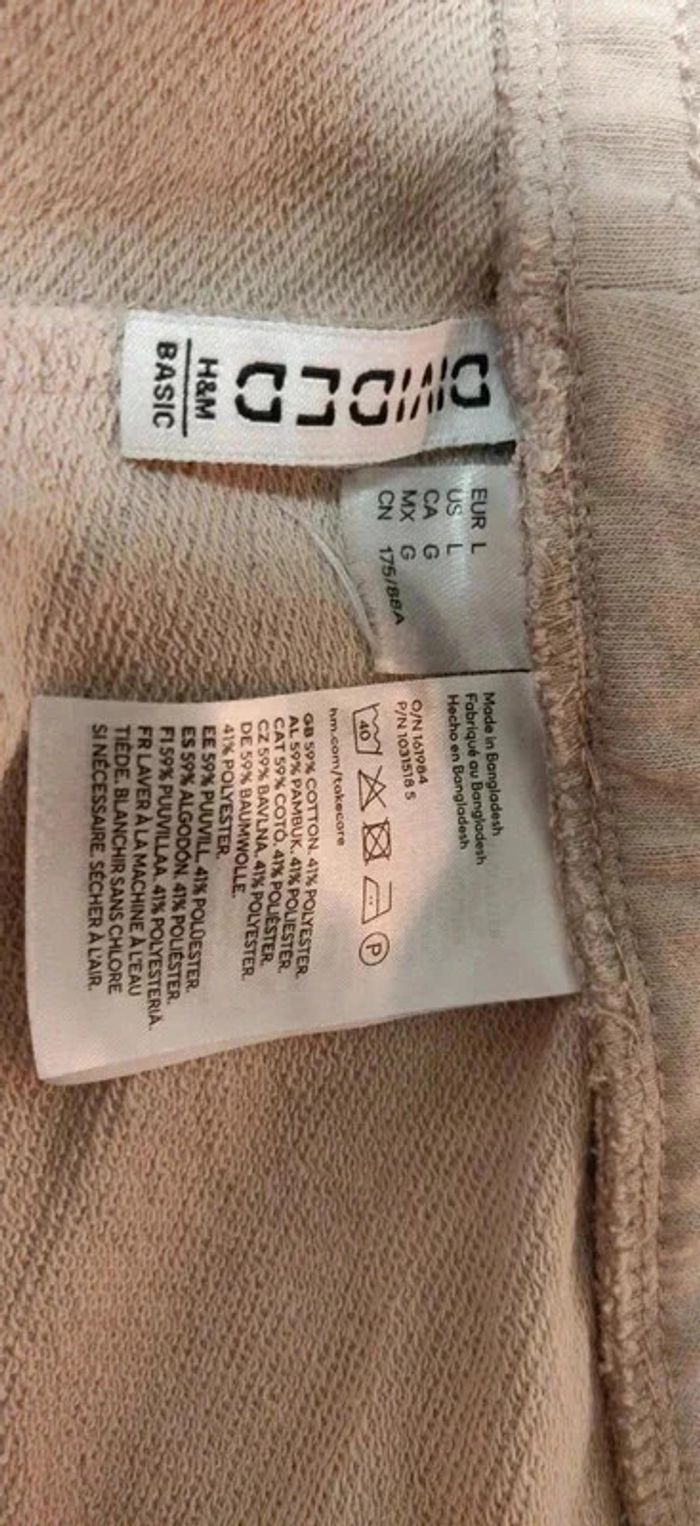 DIVIDED
H&M
BASIC
EUR L
US L
CA G
MX G
CN 175/88A
Made in Bangladesh
Fabriqué au Bangladesh
Hecho en Bangladesh
O/N 161984
P/N 1031518 5
40
P
hm.com/takecare
GB 59% COTTON. 41% POLYESTER.
AL 59% PAMBUK. 41% POLIESTER.
CAT 59% COTÓ. 41% POLIÈSTER.
CZ 59% BAVLNA. 41% POLYESTER.
DE 59% BAUMWOLLE.
41% POLYESTER.
EE 59% PUUVILL. 41% POLÜESTER.
ES 59% ALGODÓN. 41% POLIÉSTER.
FI 59% PUUVILLAA. 41% POLYESTERIÄ.
FR LAVER À LA MACHINE À L'EAU
TIÈDE. BLANCHIR SANS CHLORE
SI NÉCESSAIRE. SÉCHER À L'AIR.